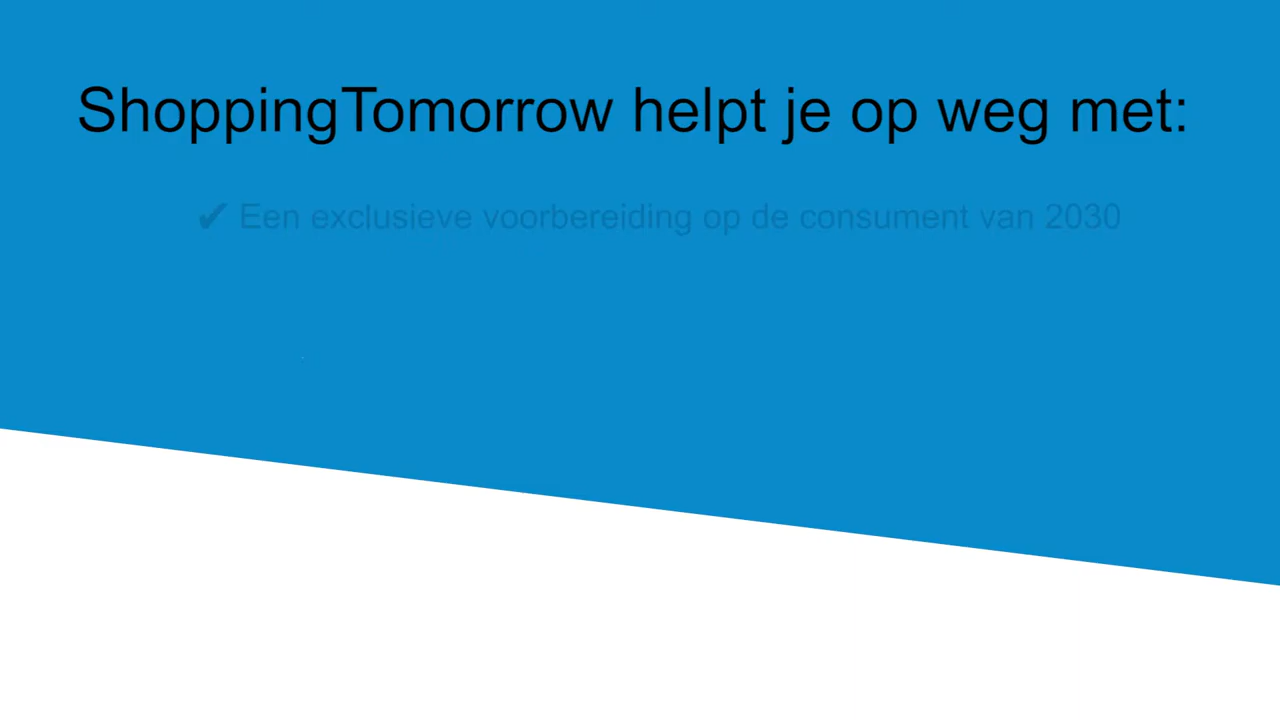 ShoppingTomorrow helpt je op weg met:
✔ Een exclusieve voorbereiding op de consument van 2030